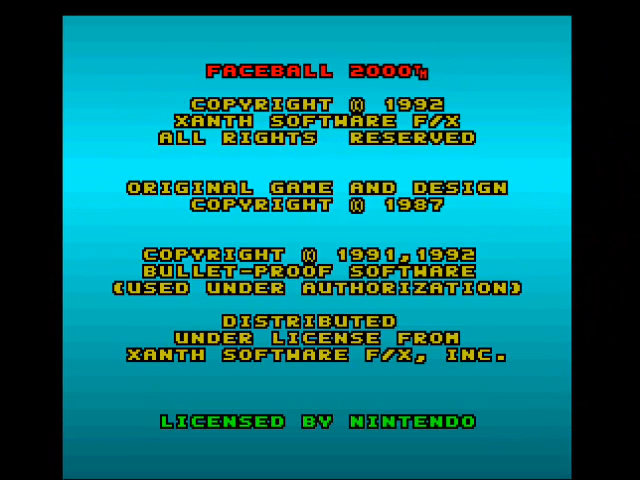 FACEBALL 2000™
COPYRIGHT © 1992
XANTH SOFTWARE F/X
ALL RIGHTS RESERVED
ORIGINAL GAME AND DESIGN
COPYRIGHT © 1987
COPYRIGHT © 1991,1992
BULLET-PROOF SOFTWARE
(USED UNDER AUTHORIZATION)
DISTRIBUTED
UNDER LICENSE FROM
XANTH SOFTWARE F/X, INC.
LICENSED BY NINTENDO